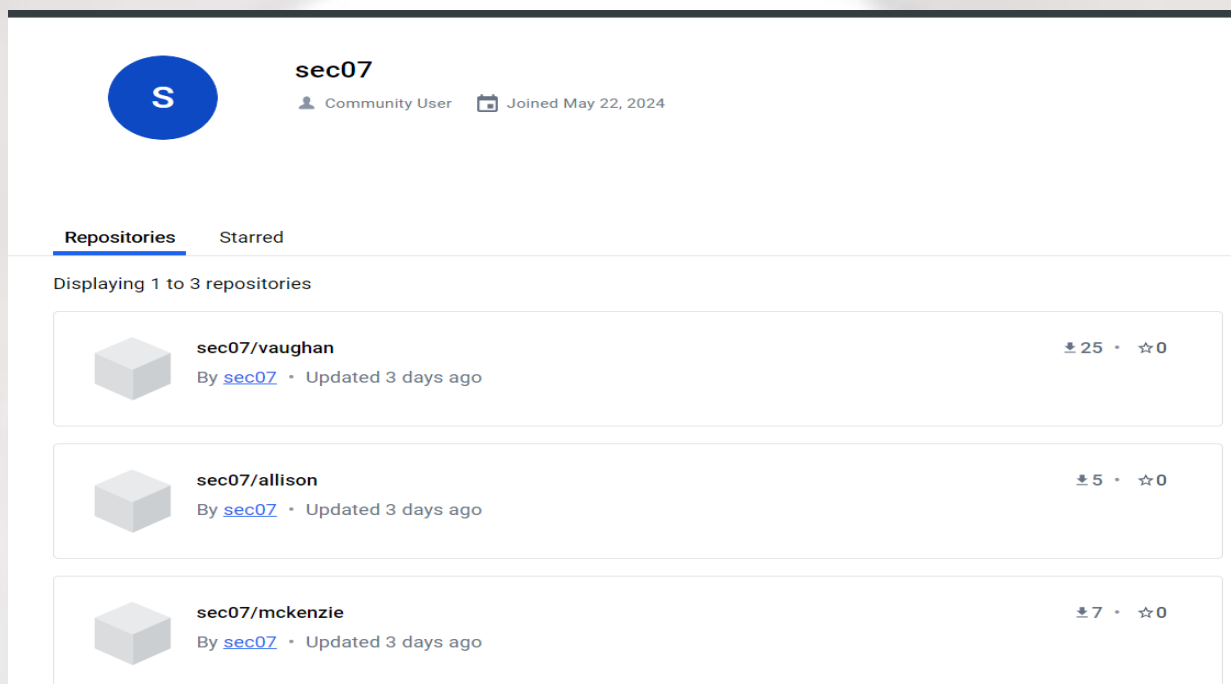 S
sec07
Community User Joined May 22, 2024
Repositories Starred
Displaying 1 to 3 repositories
sec07/vaughan 25 • 0
By sec07 • Updated 3 days ago
sec07/allison 5 • 0
By sec07 • Updated 3 days ago
sec07/mckenzie 7 • 0
By sec07 • Updated 3 days ago